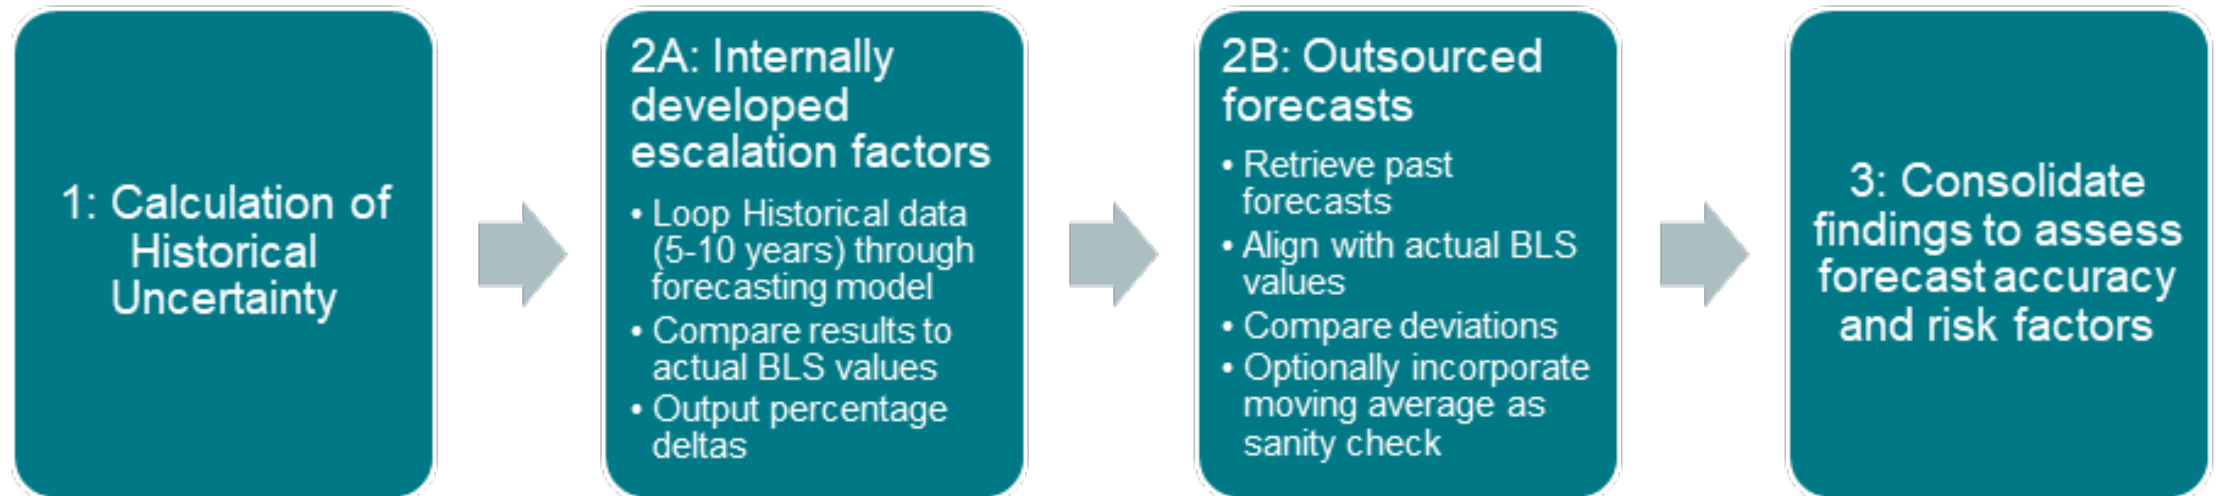 1: Calculation of
Historical
Uncertainty
2A: Internally
developed
escalation factors
• Loop Historical data
(5-10 years) through
forecasting model
• Compare results to
actual BLS values
• Output percentage
deltas
2B: Outsourced
forecasts
• Retrieve past
forecasts
• Align with actual BLS
values
• Compare deviations
• Optionally incorporate
moving average as
sanity check
3: Consolidate
findings to assess
forecast accuracy
and risk factors